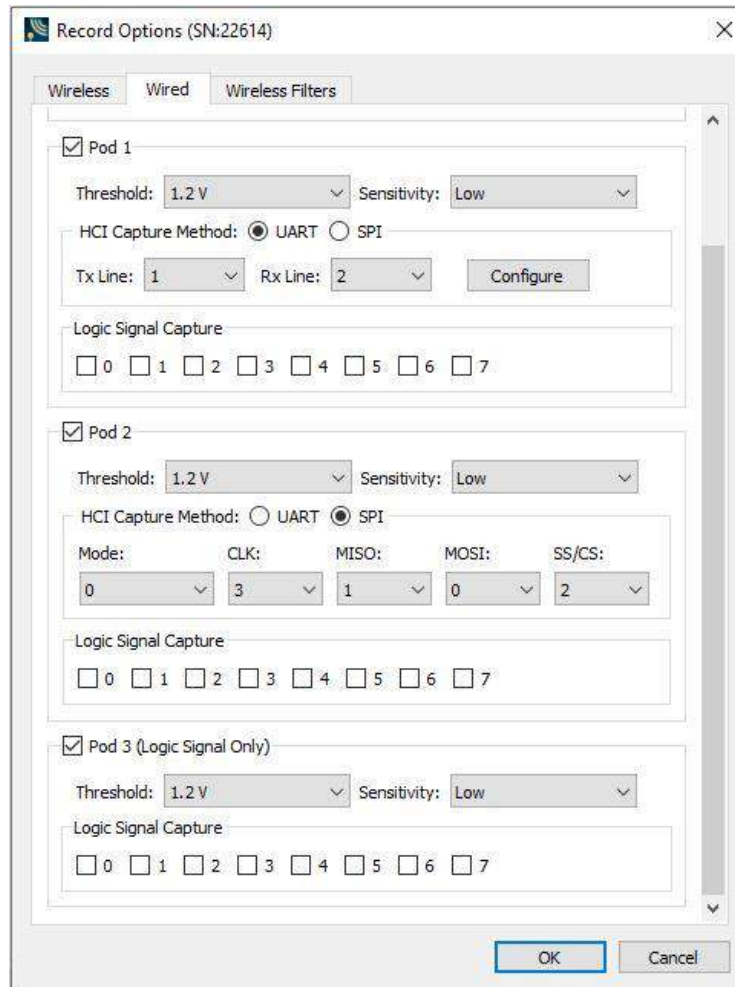 Record Options (SN:22614)
Wireless Wired Wireless Filters
Pod 1
Threshold: 1.2 V Sensitivity: Low
HCI Capture Method: UART SPI
Tx Line: 1 Rx Line: 2 Configure
Logic Signal Capture
0 1 2 3 4 5 6 7
Pod 2
Threshold: 1.2 V Sensitivity: Low
HCI Capture Method: UART SPI
Mode: CLK: MISO: MOSI: SS/CS:
0 3 1 0 2
Logic Signal Capture
0 1 2 3 4 5 6 7
Pod 3 (Logic Signal Only)
Threshold: 1.2 V Sensitivity: Low
Logic Signal Capture
0 1 2 3 4 5 6 7
OK Cancel